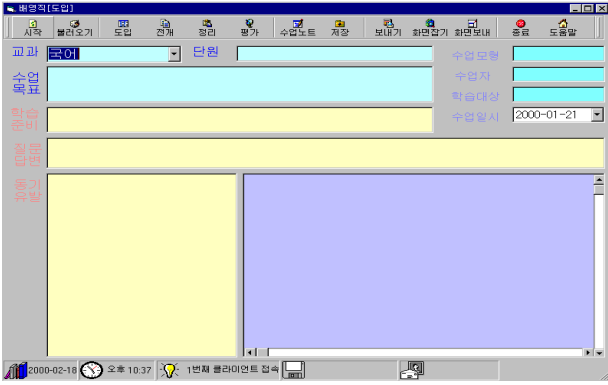 배영직[도입]
시작 불러오기 도입 전개 정리 평가 수업노트 저장 보내기 화면잡기 화면보내 종료 도움말
교과 국어 단원 수업모형
수업 목표 수업자
학습대상
학습 준비 수업일시 2000-01-21
질문 답변
동기 유발
2000-02-18 오후 10:37 1번째 클라미언트 접속